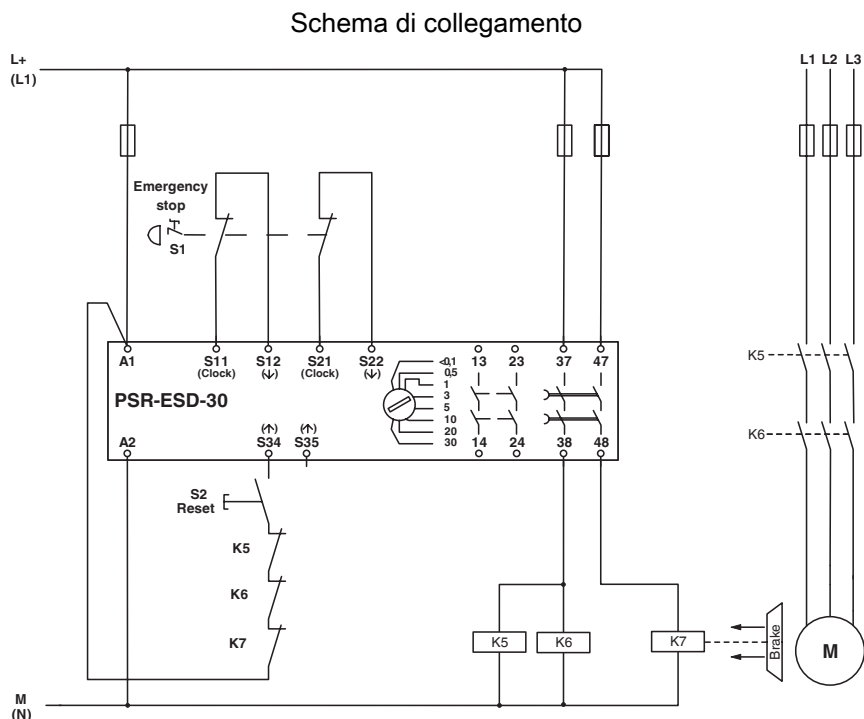 Schema di collegamento
L+
(L1)
L1 L2 L3
Emergency
stop
S1
A1 S11 S12 S21 S22 13 23 37 47
(Clock) (↓) (Clock) (↓)
<0,1
0,5
1
3
5
10
20
30
PSR-ESD-30
(↑) (↑)
A2 S34 S35 14 24 38 48
K5
K6
S2
Reset
K5
K6
K7
K5 K6 K7
Brake
M
M
(N)